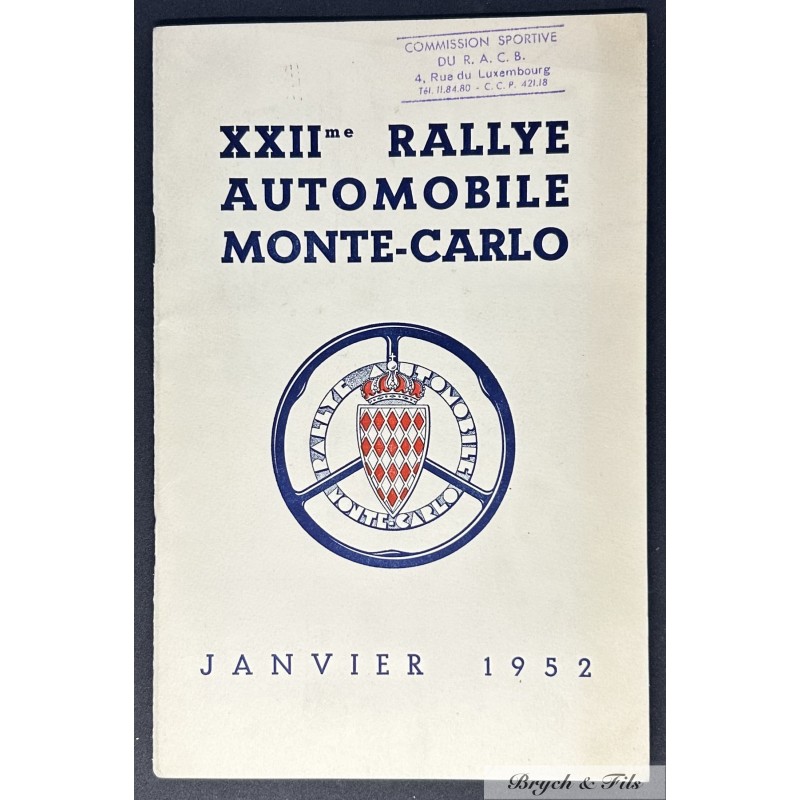 COMMISSION SPORTIVE
DU R. A. C. B.
4, Rue du Luxembourg
Tél. 11.84.80 - C. C. P. 421.18
XXIIme RALLYE
AUTOMOBILE
MONTE-CARLO
RALLYE AUTOMOBILE
MONTE-CARLO
JANVIER 1952
Brych & Fils